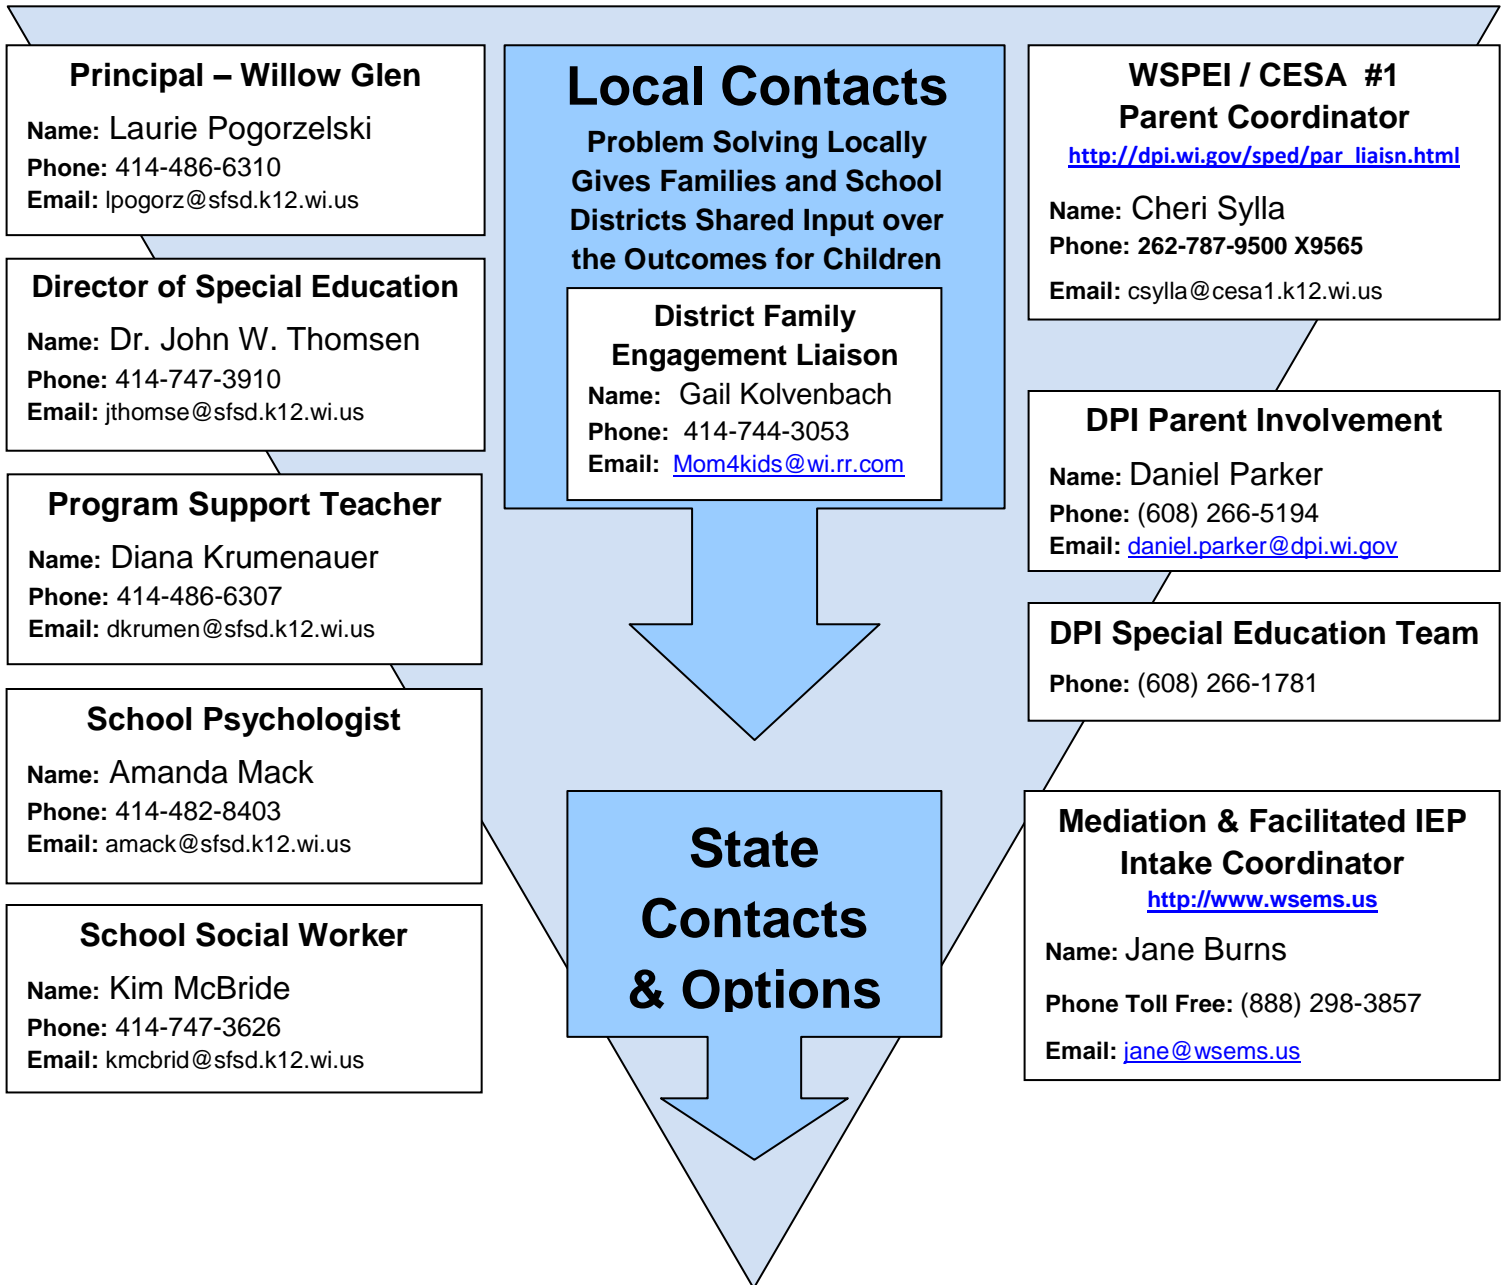 Principal – Willow Glen
Name: Laurie Pogorzelski
Phone: 414-486-6310
Email: lpogorz@sfsd.k12.wi.us
Director of Special Education
Name: Dr. John W. Thomsen
Phone: 414-747-3910
Email: jthomse@sfsd.k12.wi.us
Program Support Teacher
Name: Diana Krumenauer
Phone: 414-486-6307
Email: dkrumen@sfsd.k12.wi.us
School Psychologist
Name: Amanda Mack
Phone: 414-482-8403
Email: amack@sfsd.k12.wi.us
School Social Worker
Name: Kim McBride
Phone: 414-747-3626
Email: kmcbrid@sfsd.k12.wi.us
Local Contacts
Problem Solving Locally
Gives Families and School
Districts Shared Input over
the Outcomes for Children
District Family
Engagement Liaison
Name: Gail Kolvenbach
Phone: 414-744-3053
Email: Mom4kids@wi.rr.com
State
Contacts
& Options
WSPEI / CESA #1
Parent Coordinator
http://dpi.wi.gov/sped/par_liaisn.html
Name: Cheri Sylla
Phone: 262-787-9500 X9565
Email: csylla@cesa1.k12.wi.us
DPI Parent Involvement
Name: Daniel Parker
Phone: (608) 266-5194
Email: daniel.parker@dpi.wi.gov
DPI Special Education Team
Phone: (608) 266-1781
Mediation & Facilitated IEP
Intake Coordinator
http://www.wsems.us
Name: Jane Burns
Phone Toll Free: (888) 298-3857
Email: jane@wsems.us